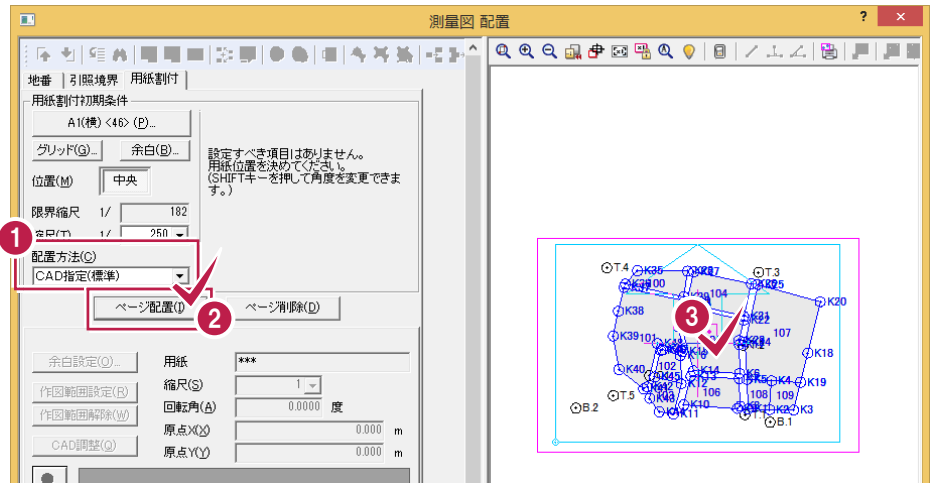 測量図 配置
? ×
地番 引照境界 用紙割付
用紙割付初期条件
A1(横) <46> (P)...
グリッド(G)... 余白(B)...
位置(M) 中央
限界縮尺 1/ 182
縮尺(T) 1/ 250
設定すべき項目はありません。
用紙位置を決めてください。
(SHIFTキーを押して角度を変更できま
す。)
1
配置方法(C)
CAD指定(標準)
ページ配置(I) ページ削除(D)
2
余白設定(O)...
作図範囲設定(R)
作図範囲解除(W)
CAD調整(Q)
用紙 ***
縮尺(S) 1
回転角(A) 0.0000 度
原点X(X) 0.000 m
原点Y(Y) 0.000 m
3
T.4 K35 T.3
104
K20
K38
107
K39 101
K18
102
K40
K14
K6
K5 K4 K19
K12
106 108 109
T.5
K10
K11
K2 K3
B.2
B.1